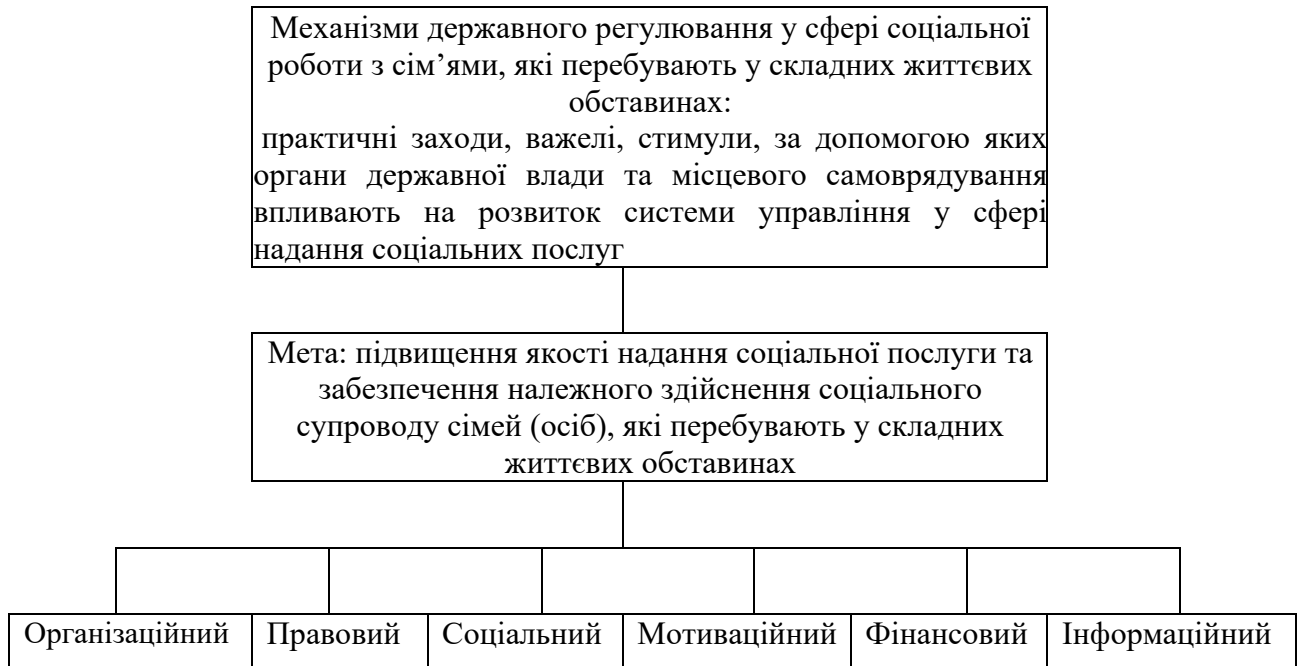 Механізми державного регулювання у сфері соціальної
роботи з сім’ями, які перебувають у складних життєвих
обставинах:
практичні заходи, важелі, стимули, за допомогою яких
органи державної влади та місцевого самоврядування
впливають на розвиток системи управління у сфері
надання соціальних послуг
Мета: підвищення якості надання соціальної послуги та
забезпечення належного здійснення соціального
супроводу сімей (осіб), які перебувають у складних
життєвих обставинах
Організаційний Правовий Соціальний Мотиваційний Фінансовий Інформаційний